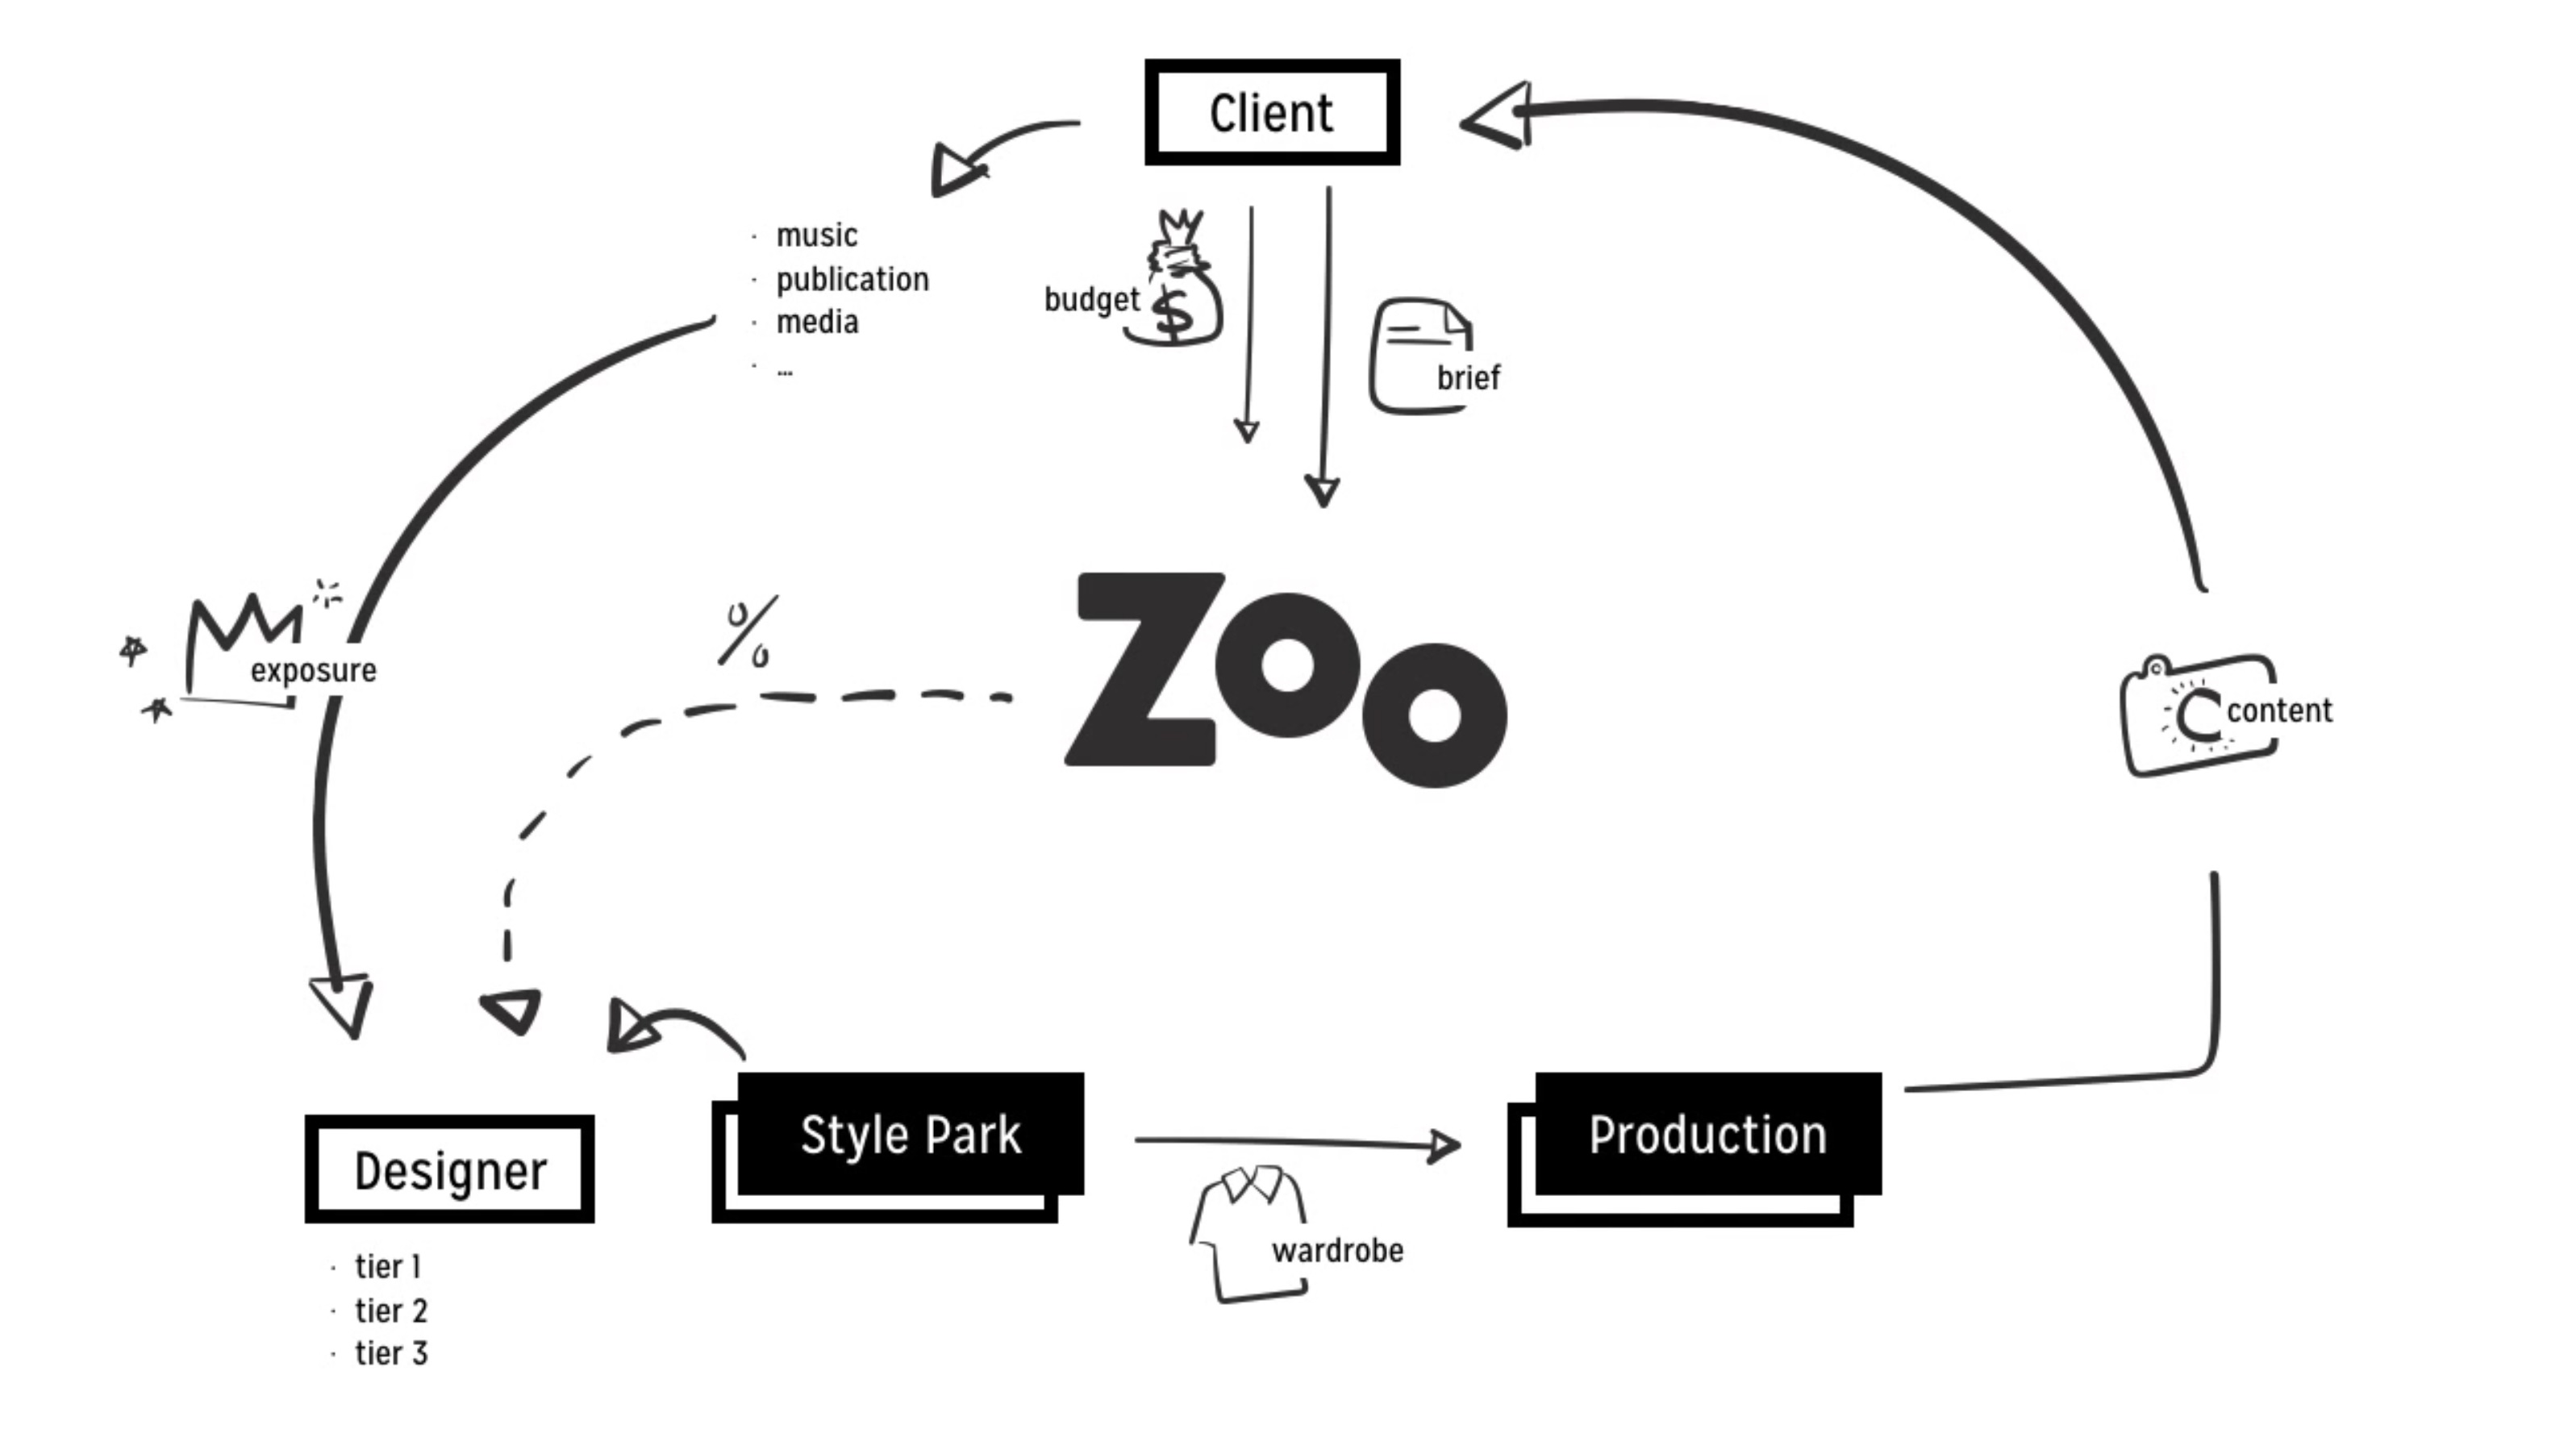 Client
· music
· publication
· media
· ...
budget
$
brief
%
Zoo
exposure
content
Designer
· tier 1
· tier 2
· tier 3
Style Park
wardrobe
Production